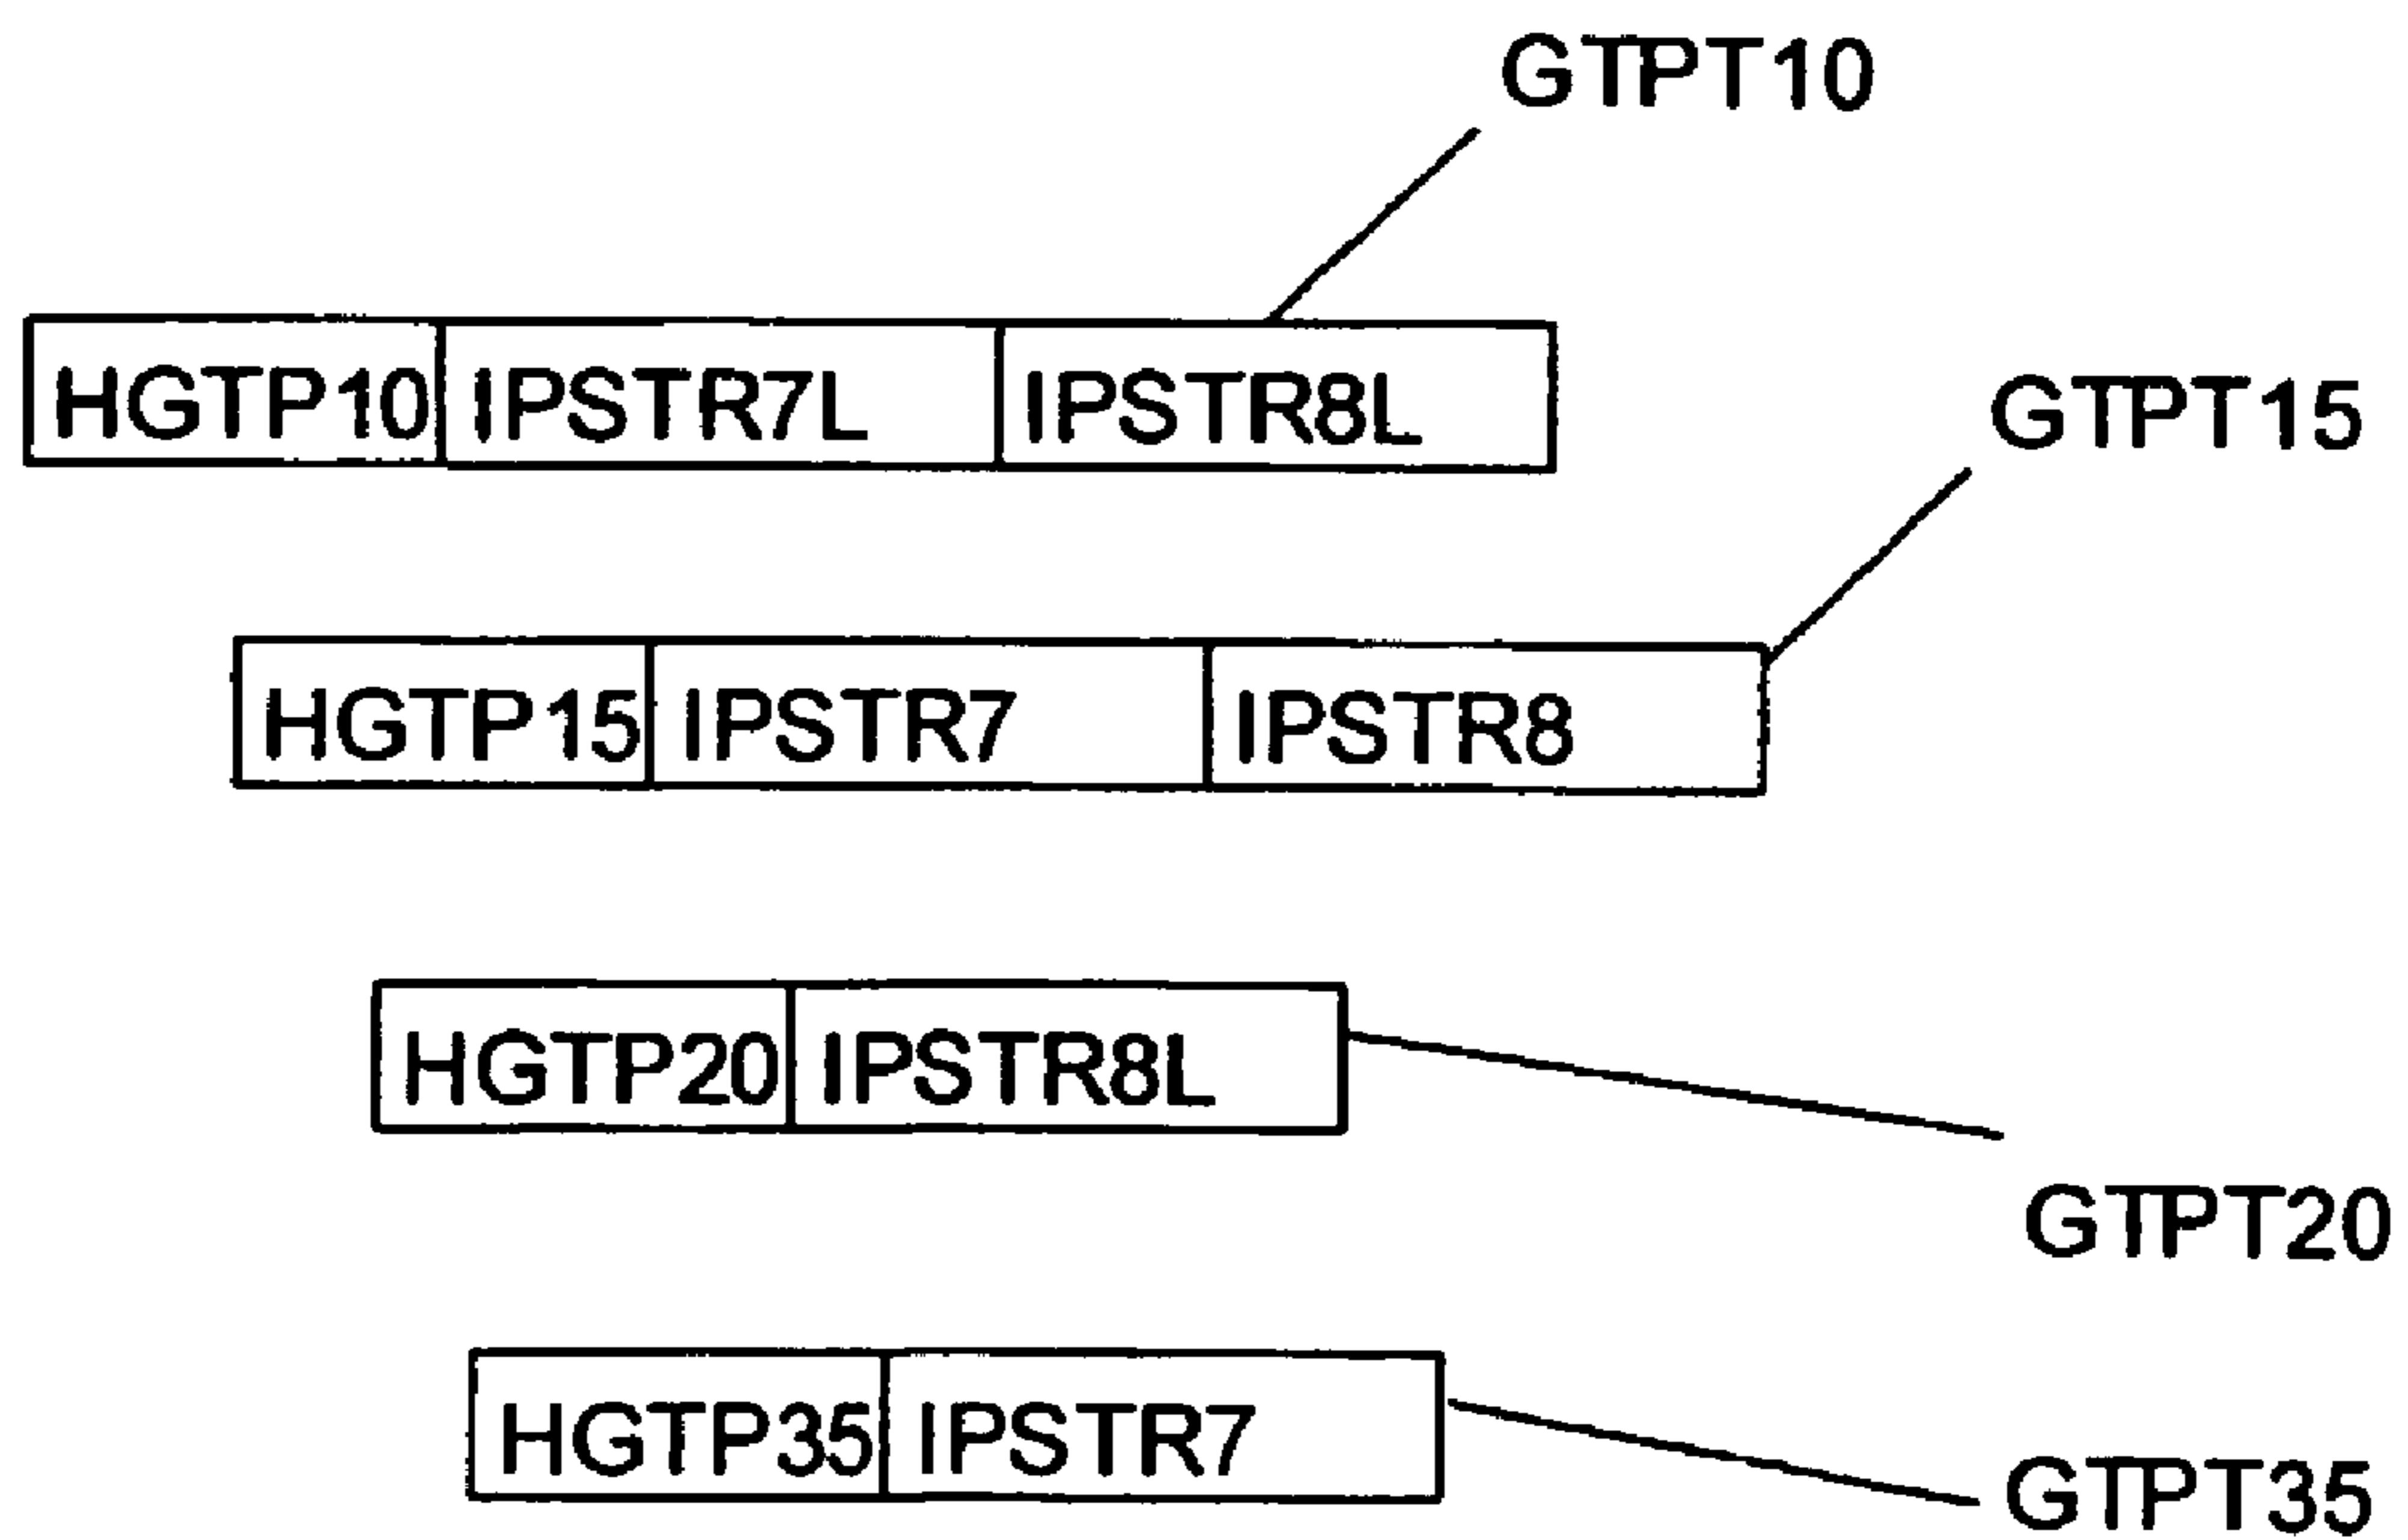 GTPT10
HGTP10 IPSTR7L IPSTR8L
GTPT15
HGTP15 IPSTR7 IPSTR8
HGTP20 IPSTR8L
GTPT20
HGTP35 IPSTR7
GTPT35